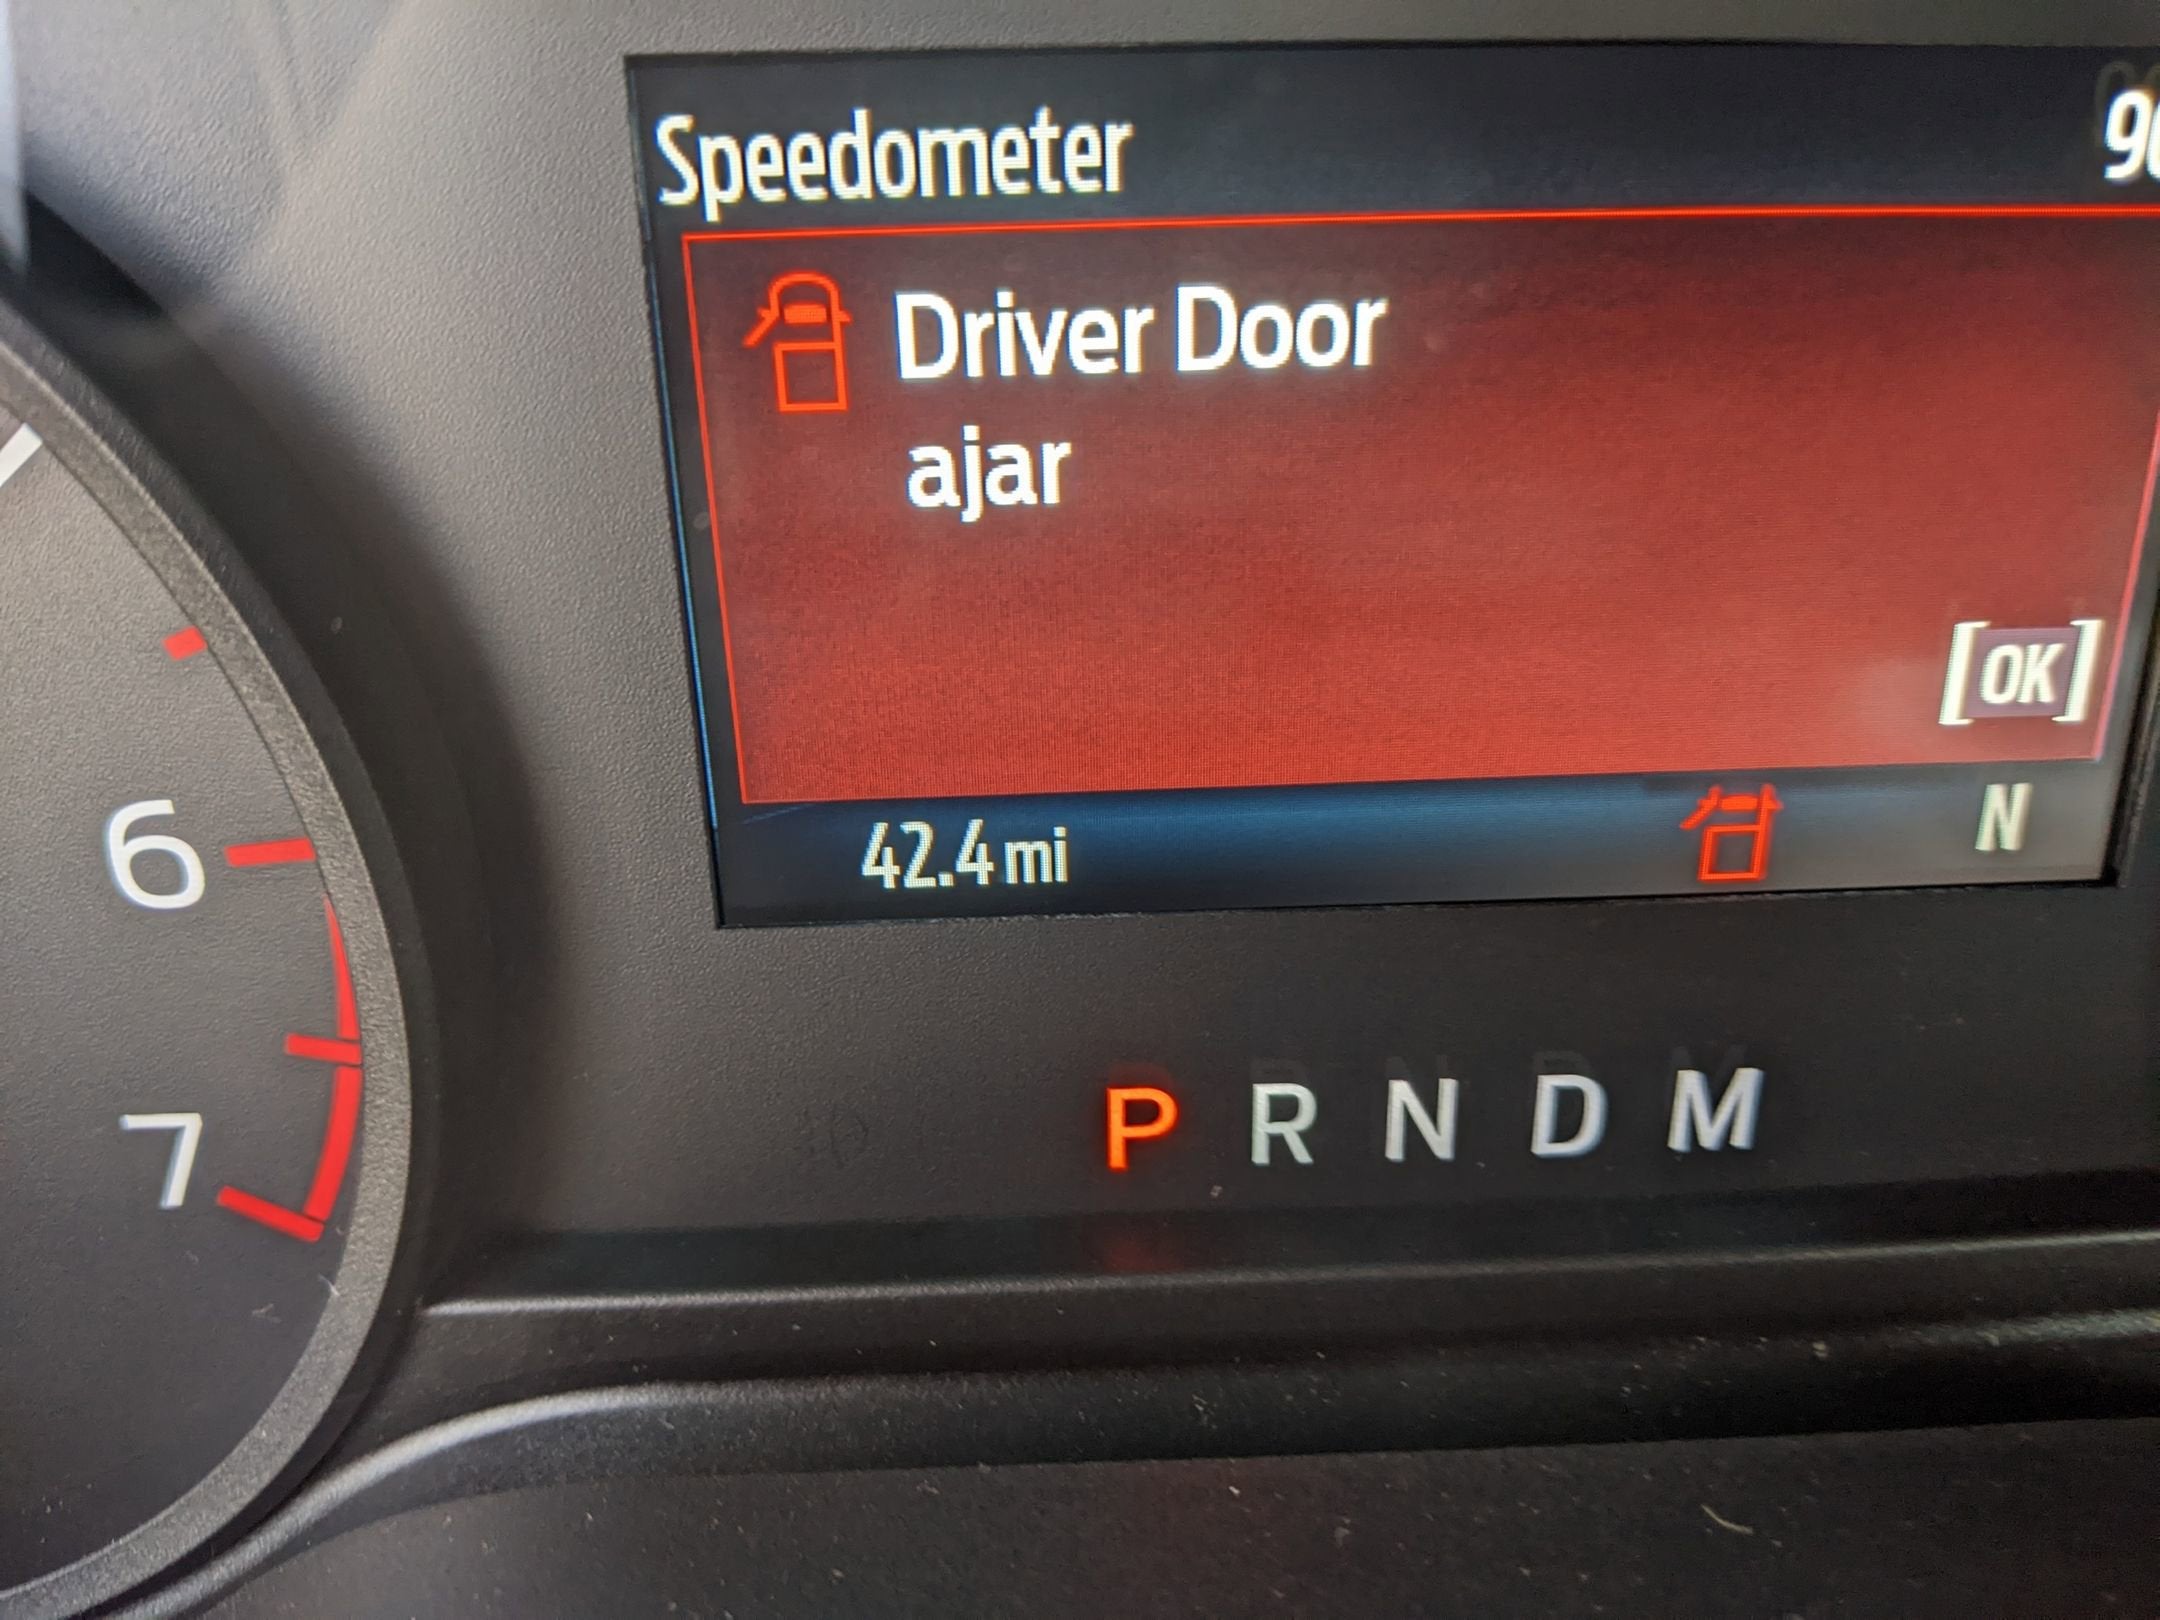 Speedometer
Driver Door
ajar
[OK]
42.4 mi
N
6
7
P R N D M